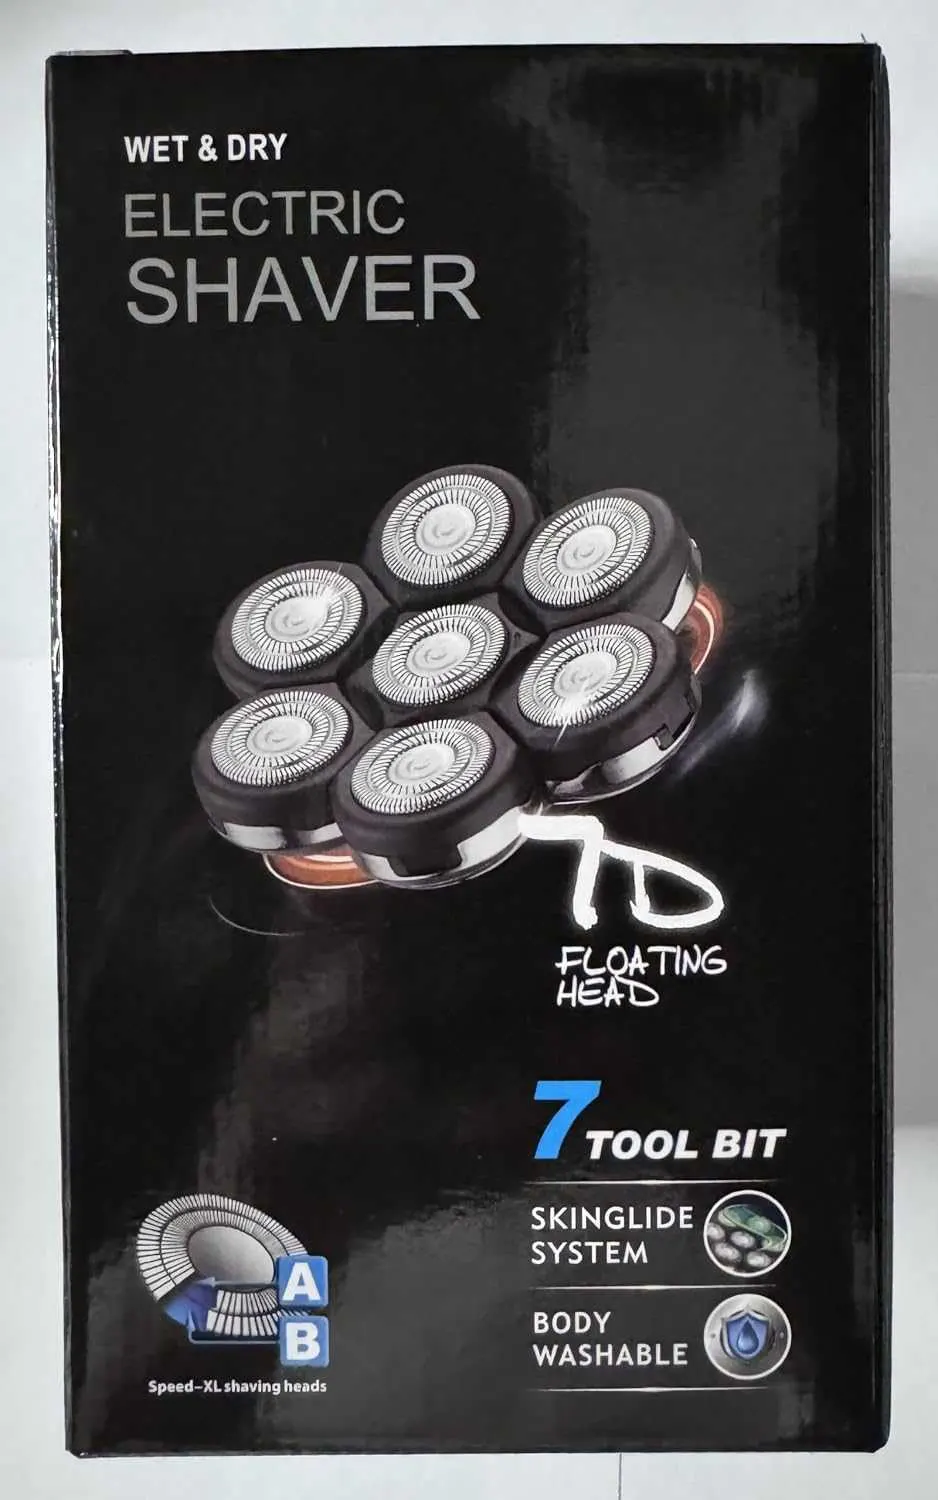 WET & DRY
ELECTRIC
SHAVER
7D
FLOATING
HEAD
7 TOOL BIT
SKINGLIDE
SYSTEM
BODY
WASHABLE
A
B
Speed-XL shaving heads